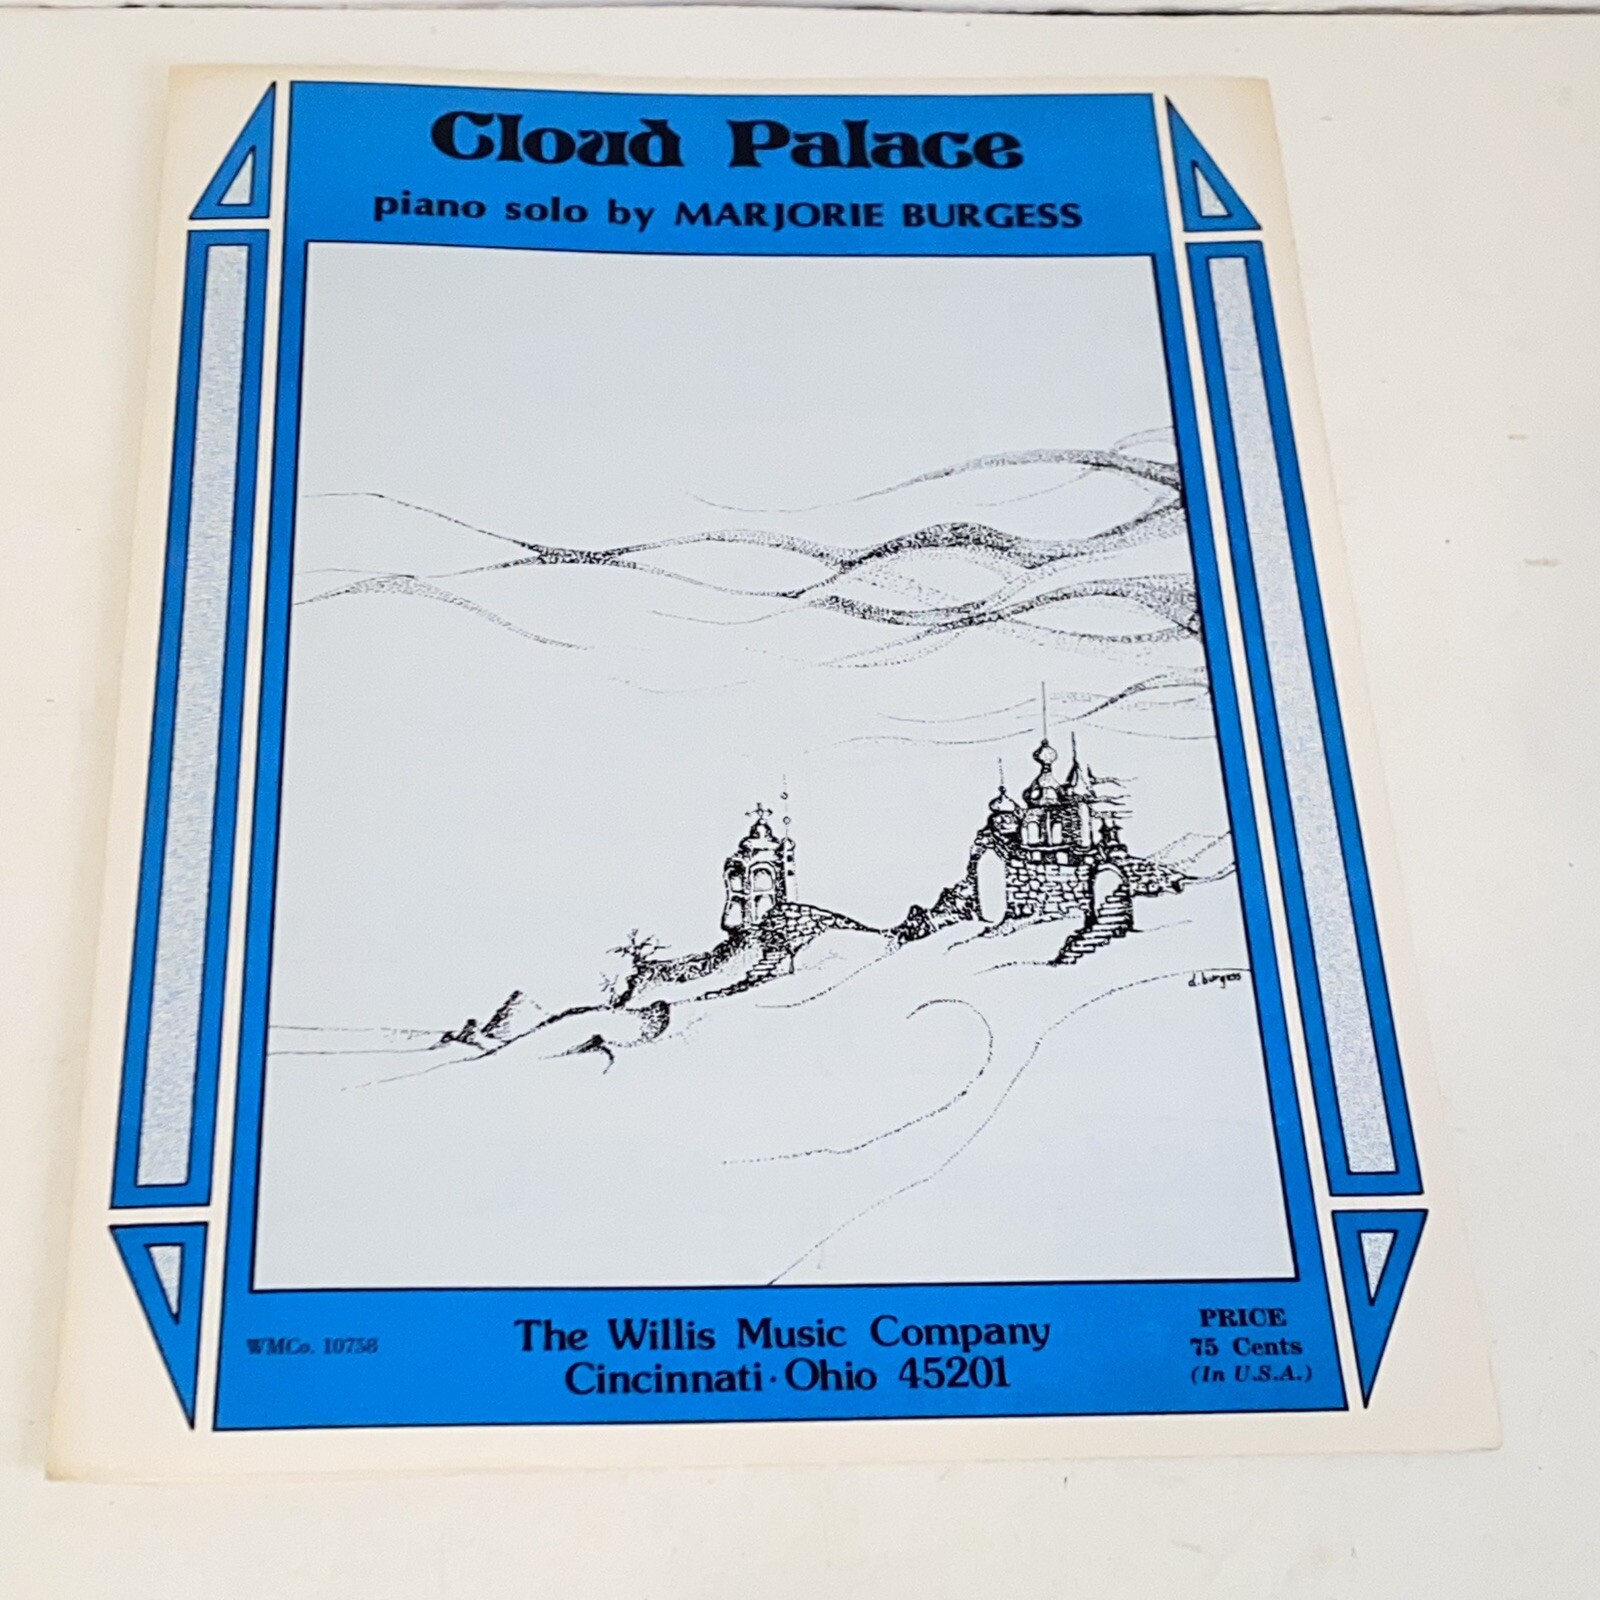 Cloud Palace
piano solo by MARJORIE BURGESS
d. burgess
WMCo. 10758
The Willis Music Company
Cincinnati · Ohio 45201
PRICE
75 Cents
(In U.S.A.)